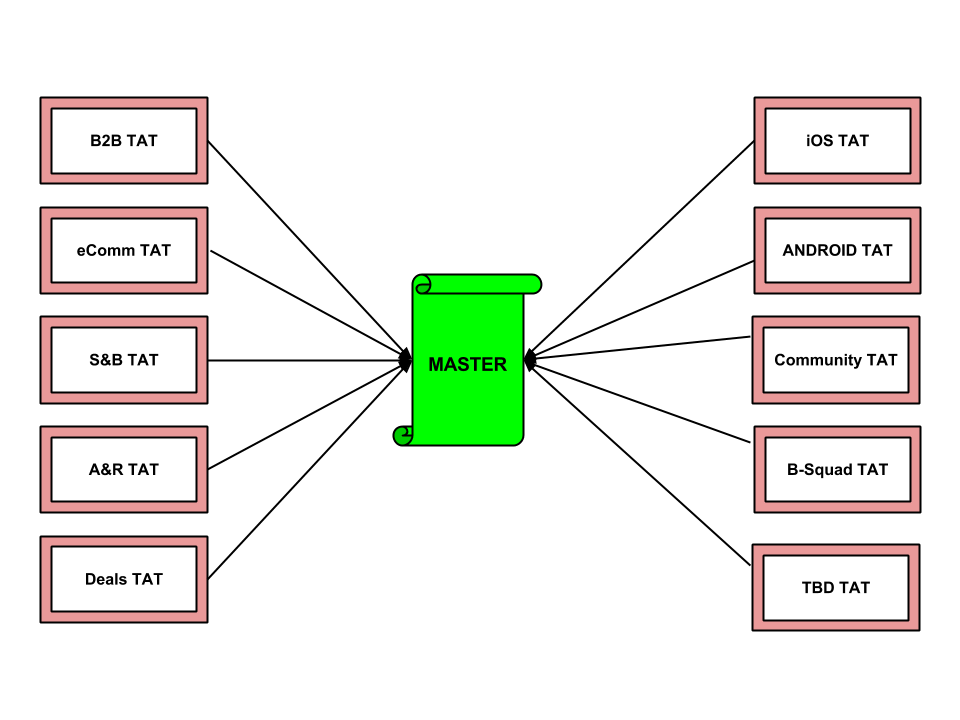 B2B TAT
eComm TAT
S&B TAT
A&R TAT
Deals TAT
MASTER
iOS TAT
ANDROID TAT
Community TAT
B-Squad TAT
TBD TAT